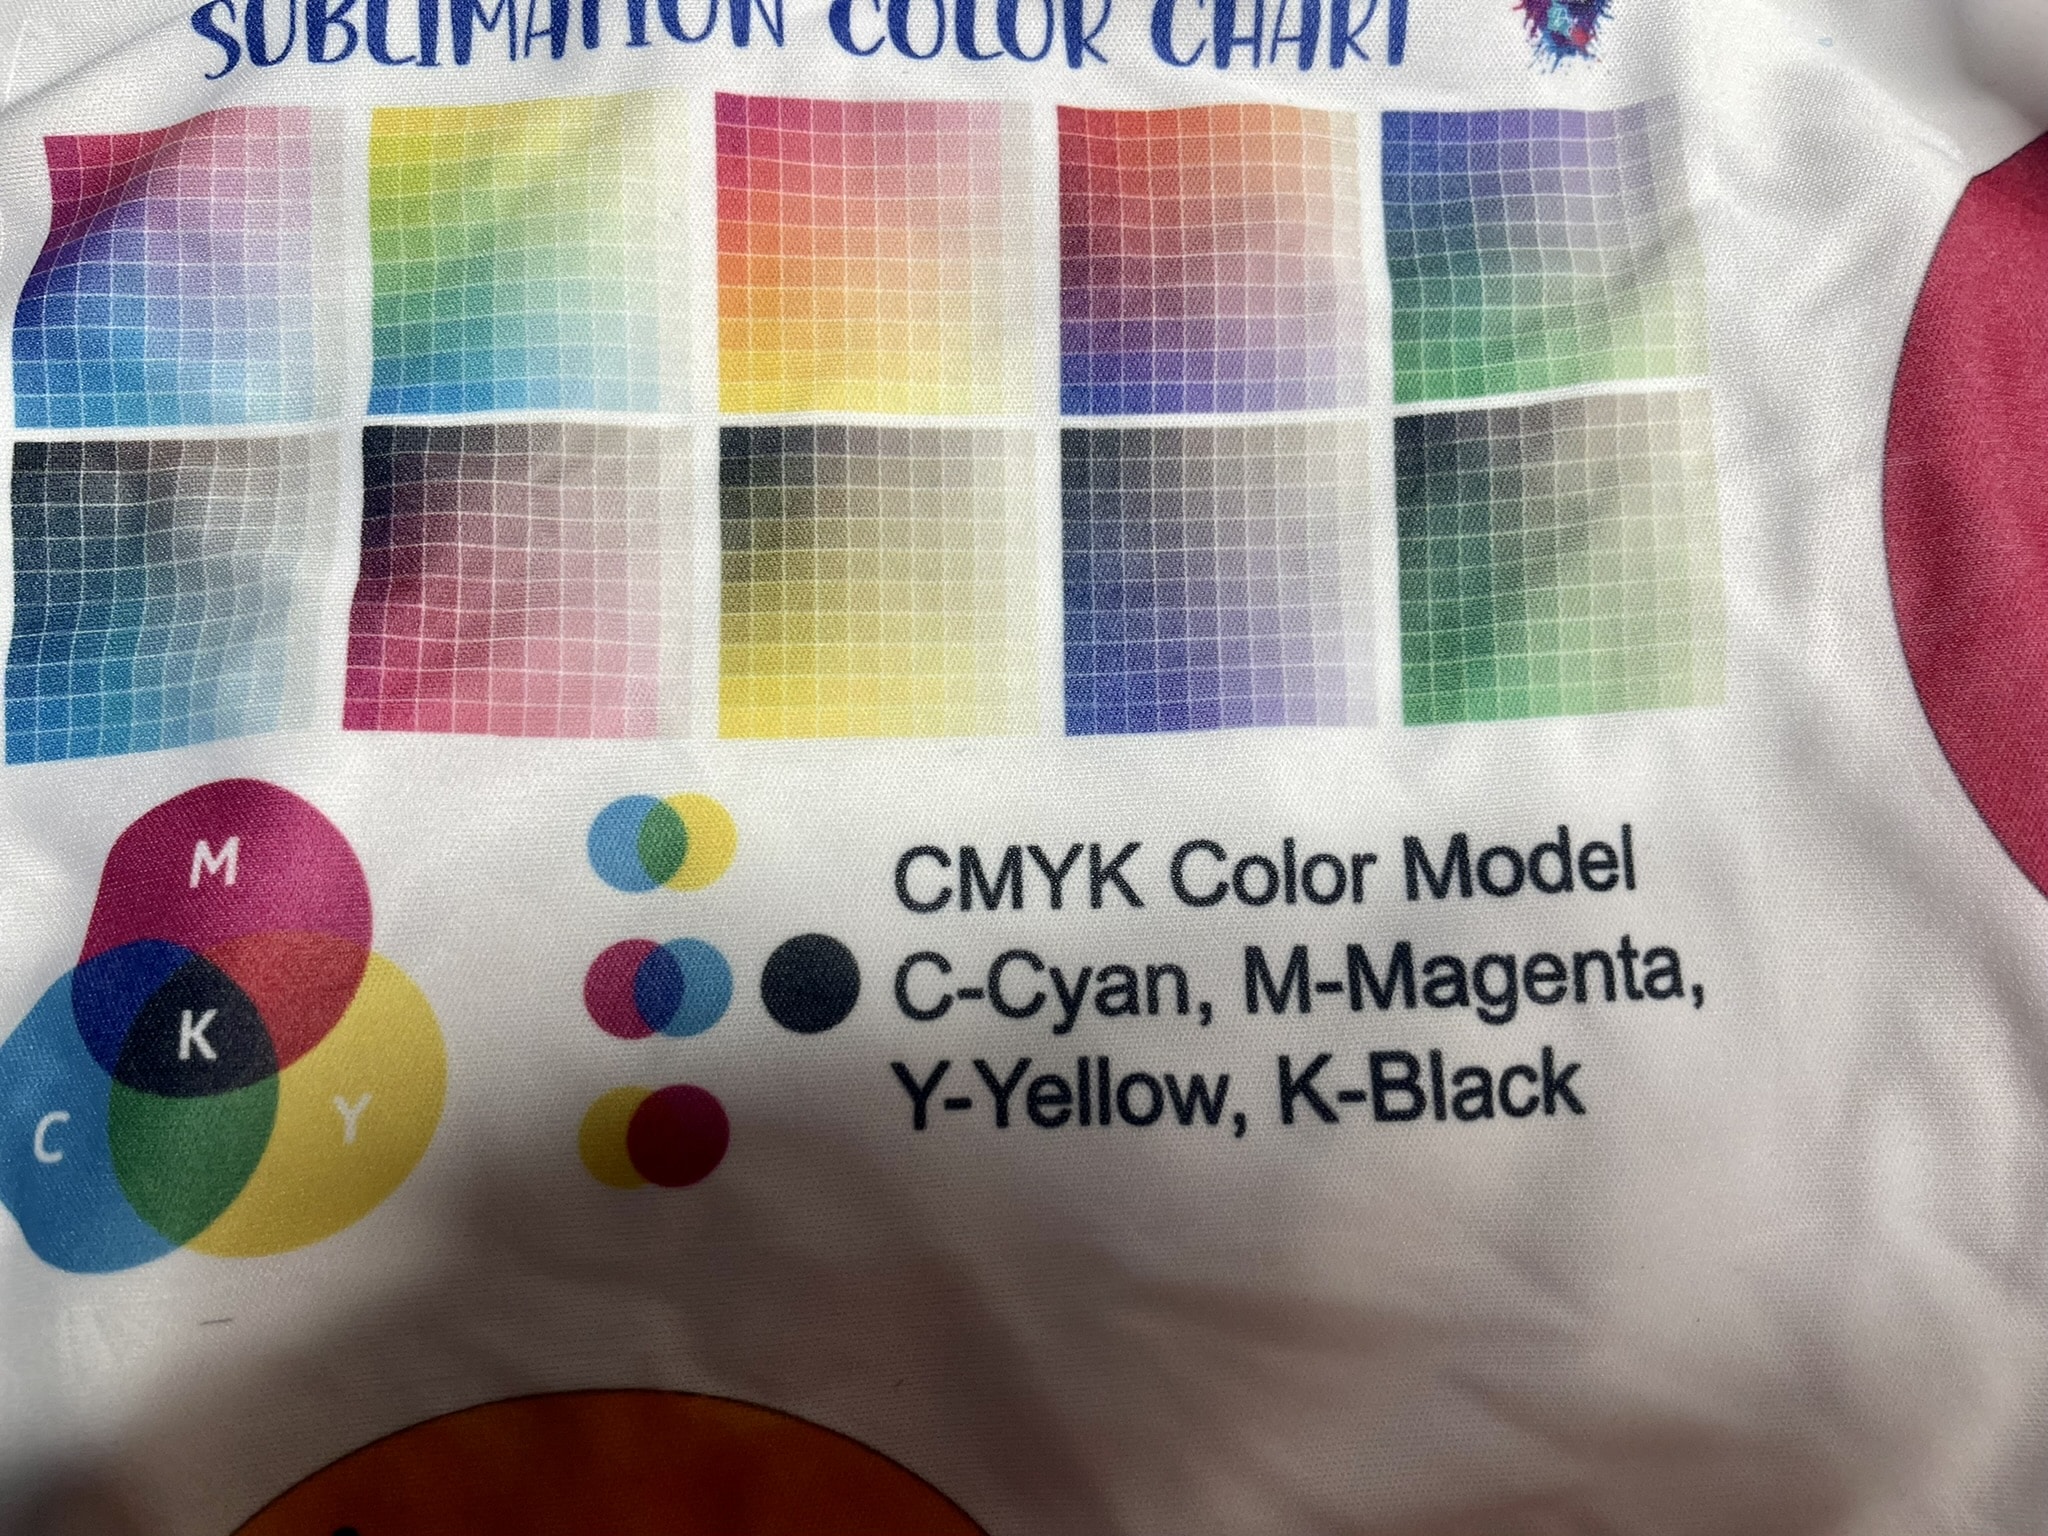 SUBLIMATION COLOR CHART
M
K
C
Y
CMYK Color Model
C-Cyan, M-Magenta,
Y-Yellow, K-Black